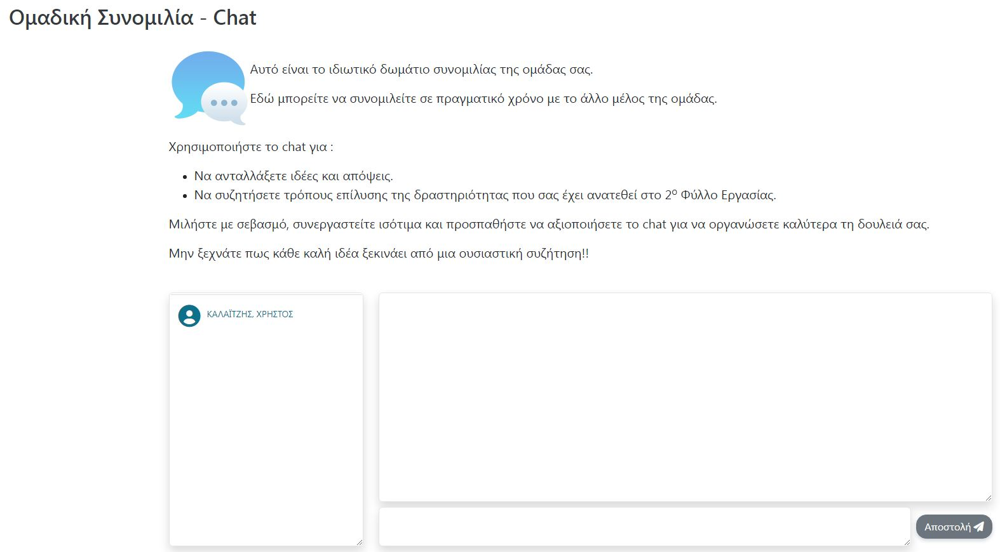 Ομαδική Συνομιλία - Chat
Αυτό είναι το ιδιωτικό δωμάτιο συνομιλίας της ομάδας σας.
Εδώ μπορείτε να συνομιλείτε σε πραγματικό χρόνο με το άλλο μέλος της ομάδας.
Χρησιμοποιήστε το chat για :
• Να ανταλλάξετε ιδέες και απόψεις.
• Να συζητήσετε τρόπους επίλυσης της δραστηριότητας που σας έχει ανατεθεί στο 2ο Φύλλο Εργασίας.
Μιλήστε με σεβασμό, συνεργαστείτε ισότιμα και προσπαθήστε να αξιοποιήσετε το chat για να οργανώσετε καλύτερα τη δουλειά σας.
Μην ξεχνάτε πως κάθε καλή ιδέα ξεκινάει από μια ουσιαστική συζήτηση!!
ΚΑΛΑΪΤΖΗΣ, ΧΡΗΣΤΟΣ
Αποστολή